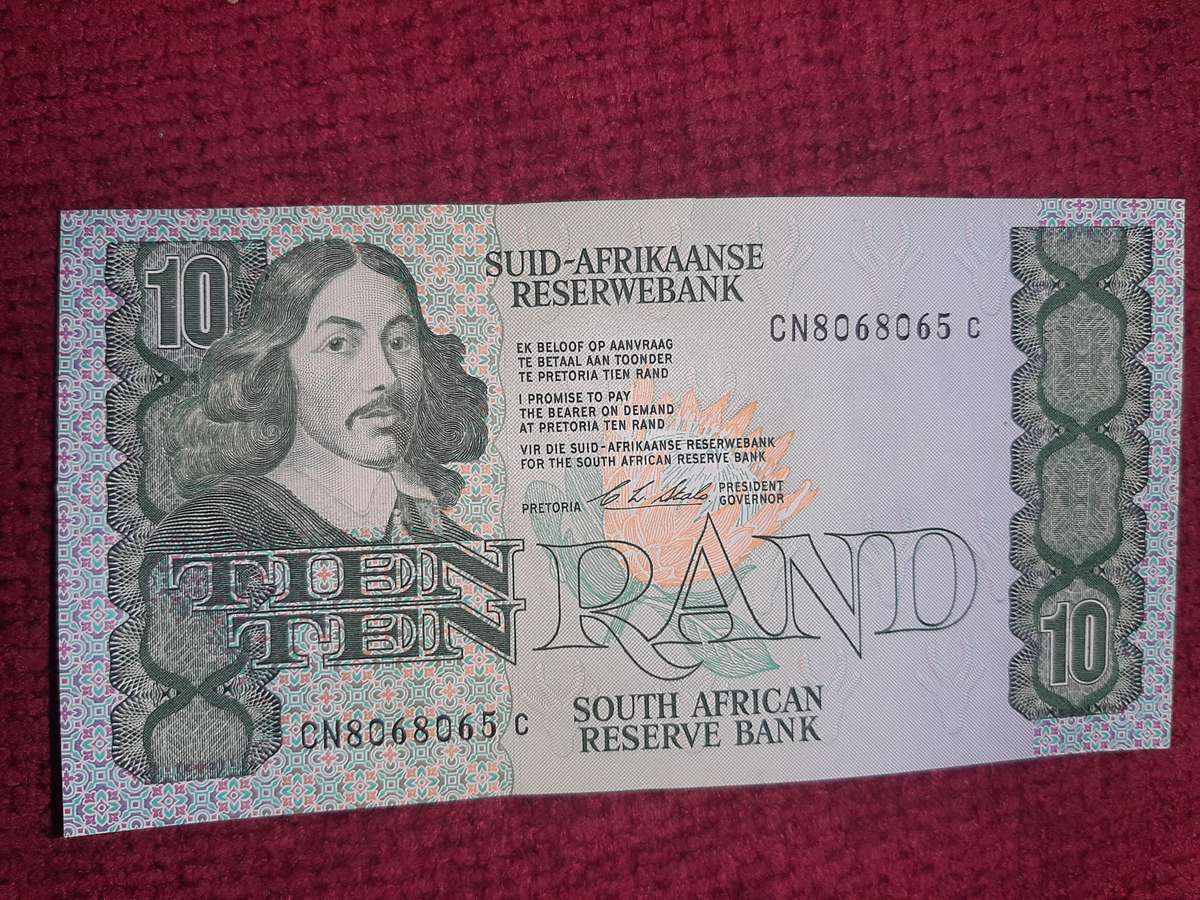 10
SUID-AFRIKAANSE
RESERWEBANK
CN8068065 C
EK BELOOF OP AANVRAAG
TE BETAAL AAN TOONDER
TE PRETORIA TIEN RAND
I PROMISE TO PAY
THE BEARER ON DEMAND
AT PRETORIA TEN RAND
VIR DIE SUID-AFRIKAANSE RESERWEBANK
FOR THE SOUTH AFRICAN RESERVE BANK
PRETORIA
PRESIDENT
GOVERNOR
TIEN
TEN
RAND
10
CN8068065 C
SOUTH AFRICAN
RESERVE BANK